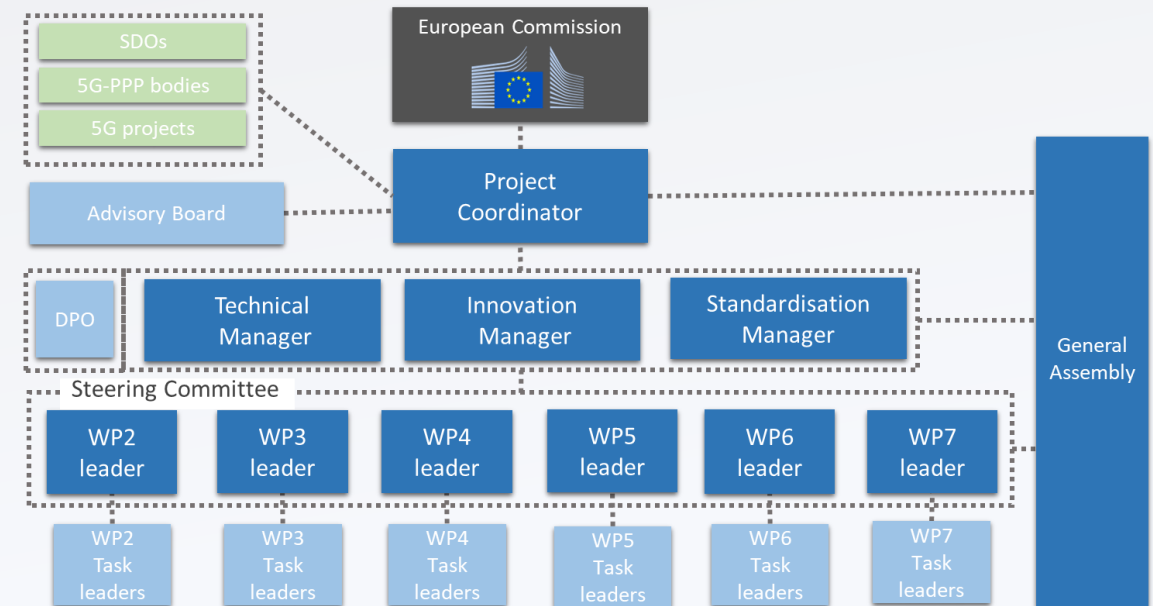 SDOs
5G-PPP bodies
5G projects
European Commission
Project
Coordinator
Advisory Board
DPO
Technical
Manager
Innovation
Manager
Standardisation
Manager
General
Assembly
Steering Committee
WP2
leader
WP3
leader
WP4
leader
WP5
leader
WP6
leader
WP7
leader
WP2
Task
leaders
WP3
Task
leaders
WP4
Task
leaders
WP5
Task
leaders
WP6
Task
leaders
WP7
Task
leaders